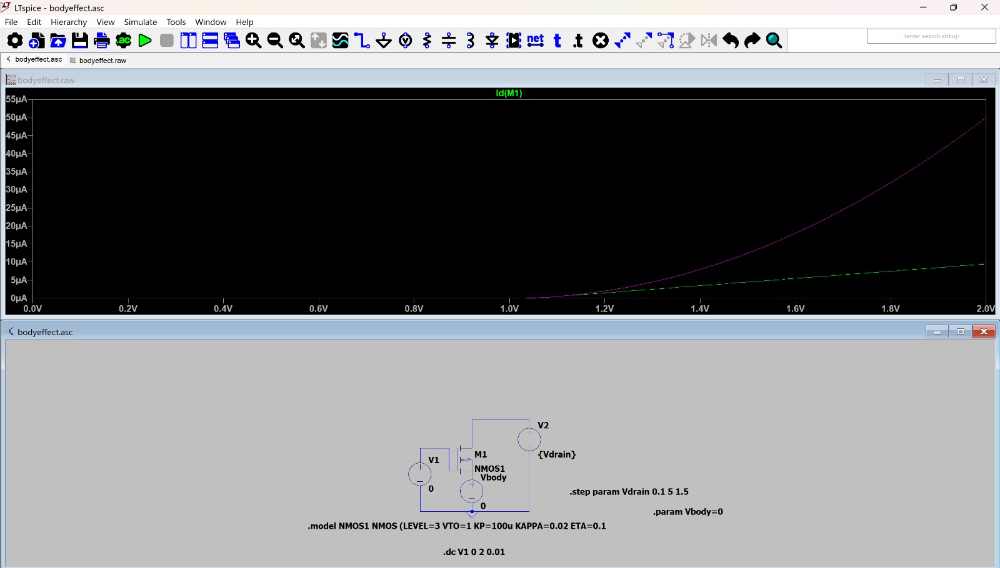 LTspice - bodyeffect.asc
File Edit Hierarchy View Simulate Tools Window Help
.ac
net
t
.t
<enter search string>
bodyeffect.asc bodyeffect.raw
bodyeffect.raw
Id(M1)
55µA
50µA
45µA
40µA
35µA
30µA
25µA
20µA
15µA
10µA
5µA
0µA
0.0V 0.2V 0.4V 0.6V 0.8V 1.0V 1.2V 1.4V 1.6V 1.8V 2.0V
bodyeffect.asc
V2
M1
{Vdrain}
V1
NMOS1
Vbody
0
.step param Vdrain 0.1 5 1.5
0
.param Vbody=0
.model NMOS1 NMOS (LEVEL=3 VTO=1 KP=100u KAPPA=0.02 ETA=0.1
.dc V1 0 2 0.01